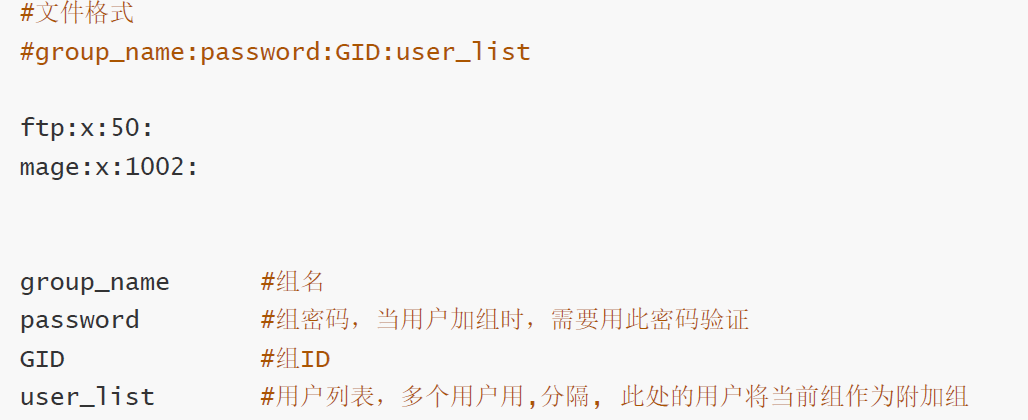 #文件格式
#group_name:password:GID:user_list
ftp:x:50:
mage:x:1002:
group_name #组名
password #组密码，当用户加组时，需要用此密码验证
GID #组ID
user_list #用户列表，多个用户用,分隔， 此处的用户将当前组作为附加组